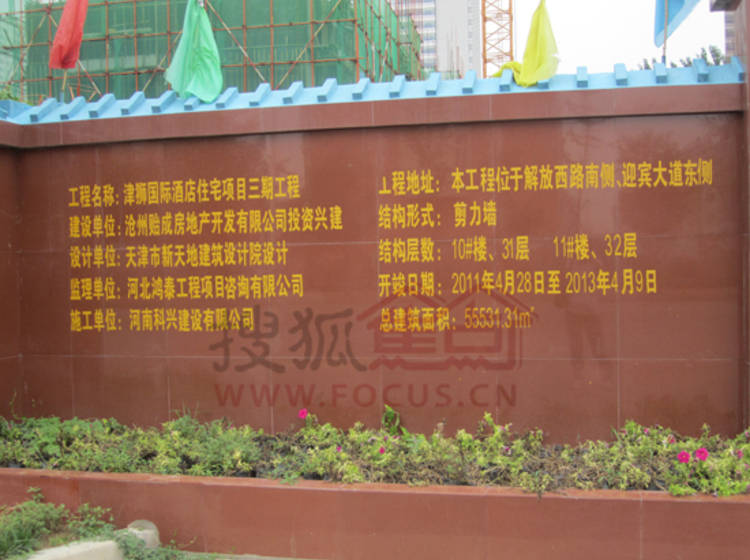 工程名称：津狮国际酒店住宅项目三期工程
建设单位：沧州贻成房地产开发有限公司投资兴建
设计单位：天津市新天地建筑设计院设计
监理单位：河北鸿泰工程项目咨询有限公司
施工单位：河南科兴建设有限公司
工程地址：本工程位于解放西路南侧、迎宾大道东侧
结构形式：剪力墙
结构层数：10#楼、31层 11#楼、32层
开竣日期：2011年4月28日至2013年4月9日
总建筑面积：55531.31㎡
搜狐焦点
WWW.FOCUS.CN